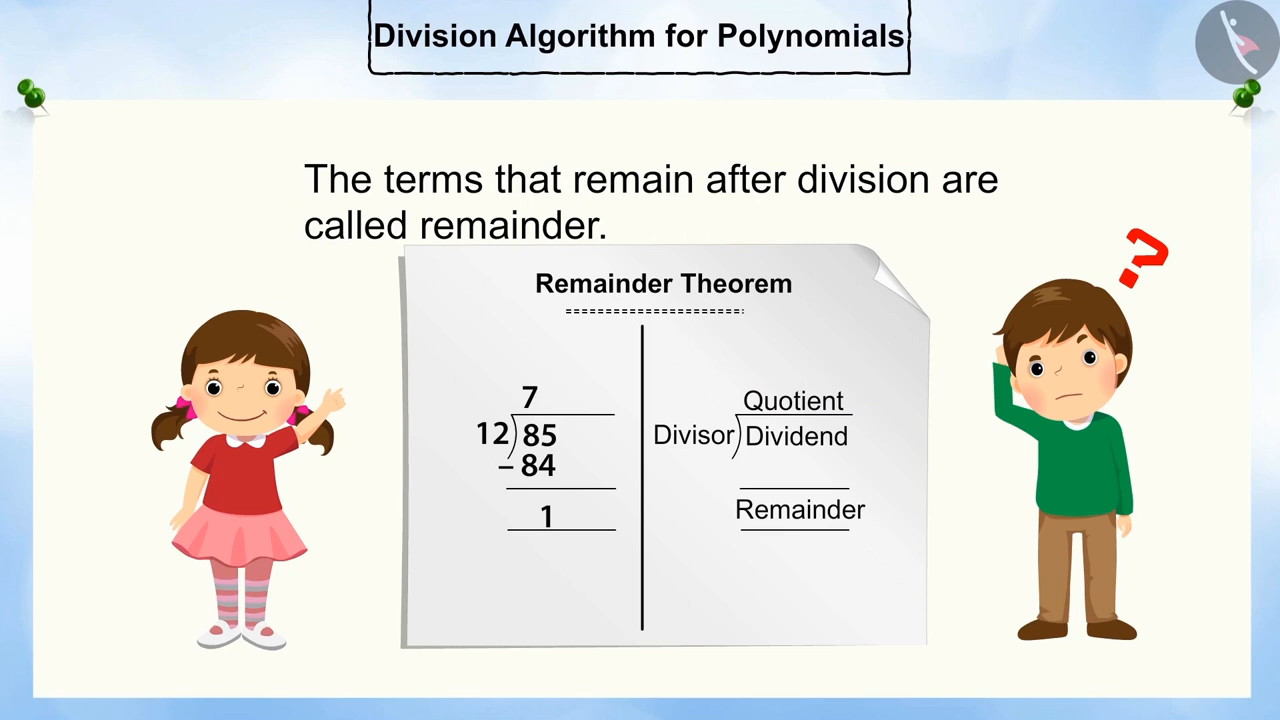 Division Algorithm for Polynomials
The terms that remain after division are
called remainder.
Remainder Theorem
7
12)85
–84
1
Quotient
Divisor)Dividend
Remainder
?